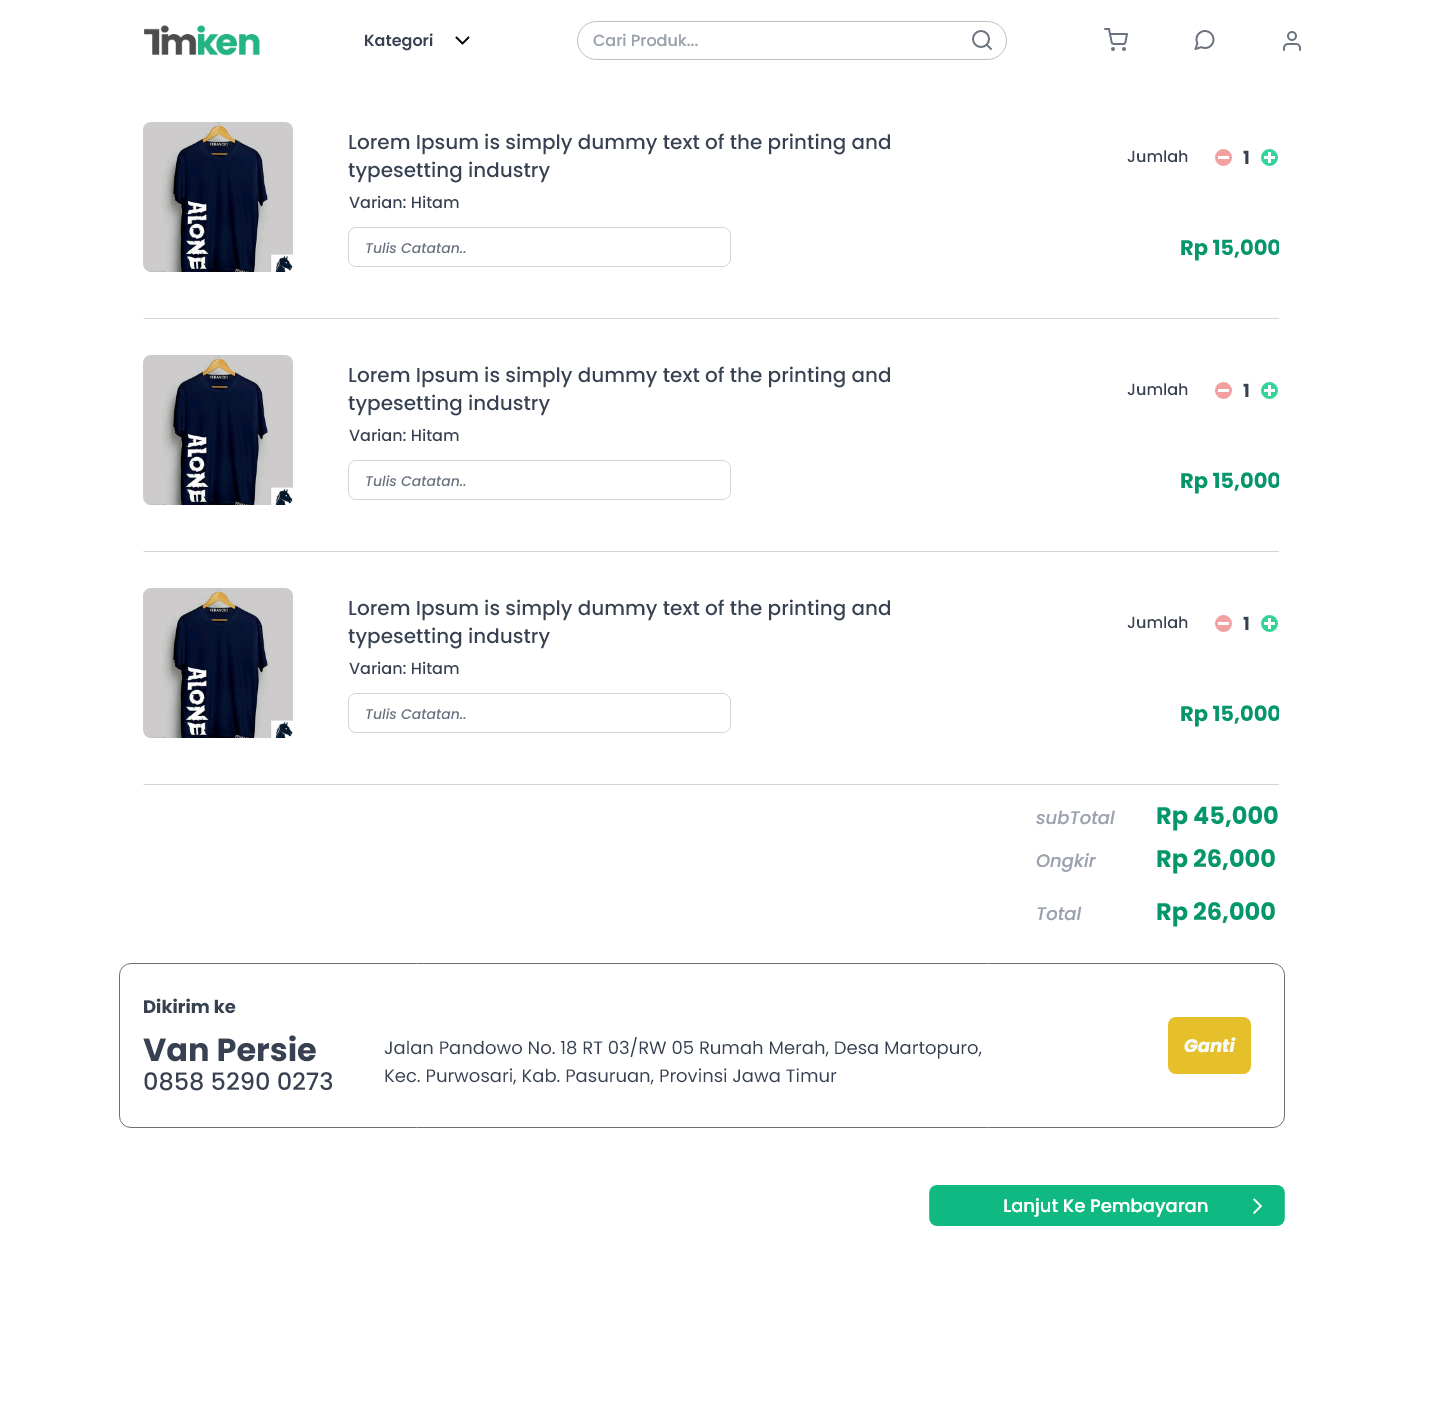 Timken
Kategori
Cari Produk...
Lorem Ipsum is simply dummy text of the printing and
typesetting industry
Varian: Hitam
Tulis Catatan..
Jumlah 1
Rp 15,000
ALONE
Lorem Ipsum is simply dummy text of the printing and
typesetting industry
Varian: Hitam
Tulis Catatan..
Jumlah 1
Rp 15,000
ALONE
Lorem Ipsum is simply dummy text of the printing and
typesetting industry
Varian: Hitam
Tulis Catatan..
Jumlah 1
Rp 15,000
ALONE
subTotal Rp 45,000
Ongkir Rp 26,000
Total Rp 26,000
Dikirim ke
Van Persie
0858 5290 0273
Jalan Pandowo No. 18 RT 03/RW 05 Rumah Merah, Desa Martopuro,
Kec. Purwosari, Kab. Pasuruan, Provinsi Jawa Timur
Ganti
Lanjut Ke Pembayaran